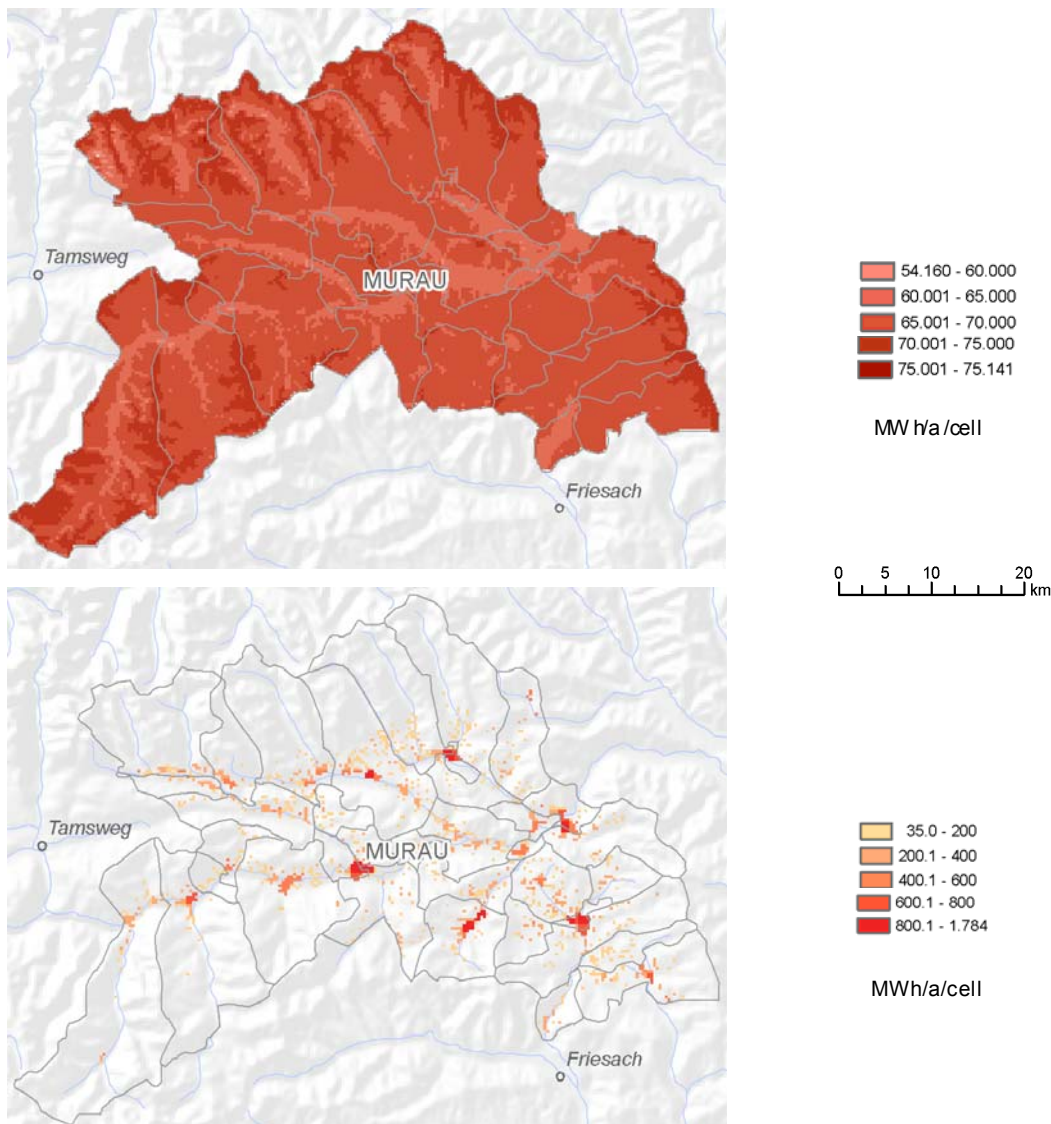 Tamsweg
MURAU
Friesach
54.160 - 60.000
60.001 - 65.000
65.001 - 70.000
70.001 - 75.000
75.001 - 75.141
MWh/a/cell
0 5 10 20
km
Tamsweg
MURAU
Friesach
35.0 - 200
200.1 - 400
400.1 - 600
600.1 - 800
800.1 - 1.784
MWh/a/cell